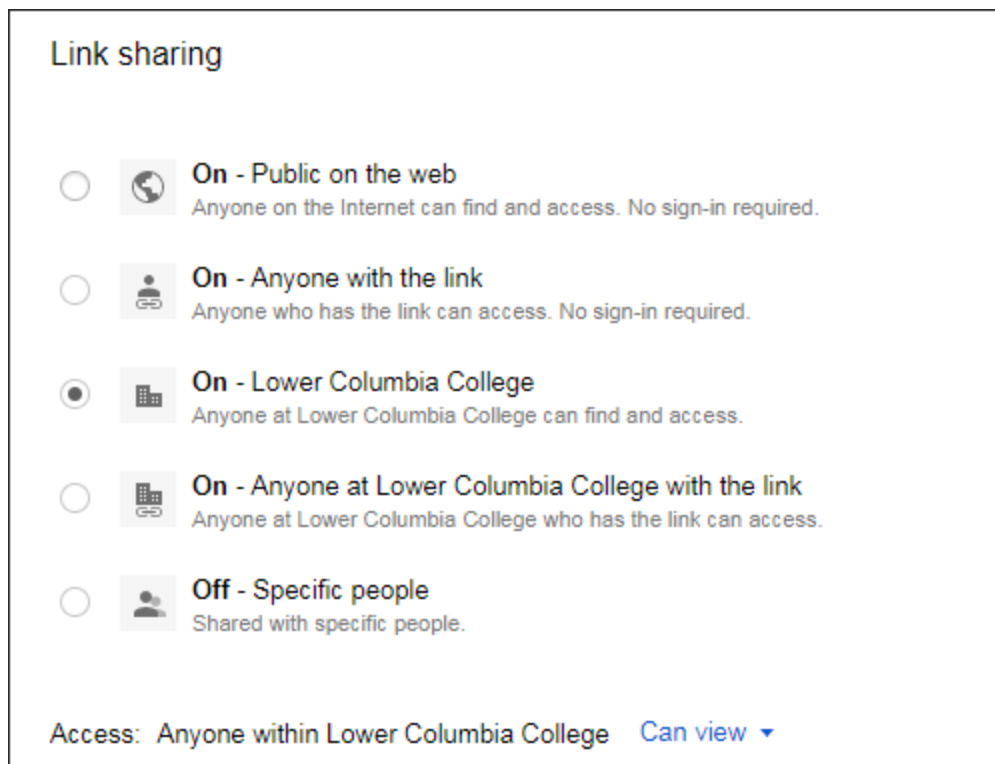 Link sharing
On - Public on the web
Anyone on the Internet can find and access. No sign-in required.
On - Anyone with the link
Anyone who has the link can access. No sign-in required.
On - Lower Columbia College
Anyone at Lower Columbia College can find and access.
On - Anyone at Lower Columbia College with the link
Anyone at Lower Columbia College who has the link can access.
Off - Specific people
Shared with specific people.
Access: Anyone within Lower Columbia College Can view